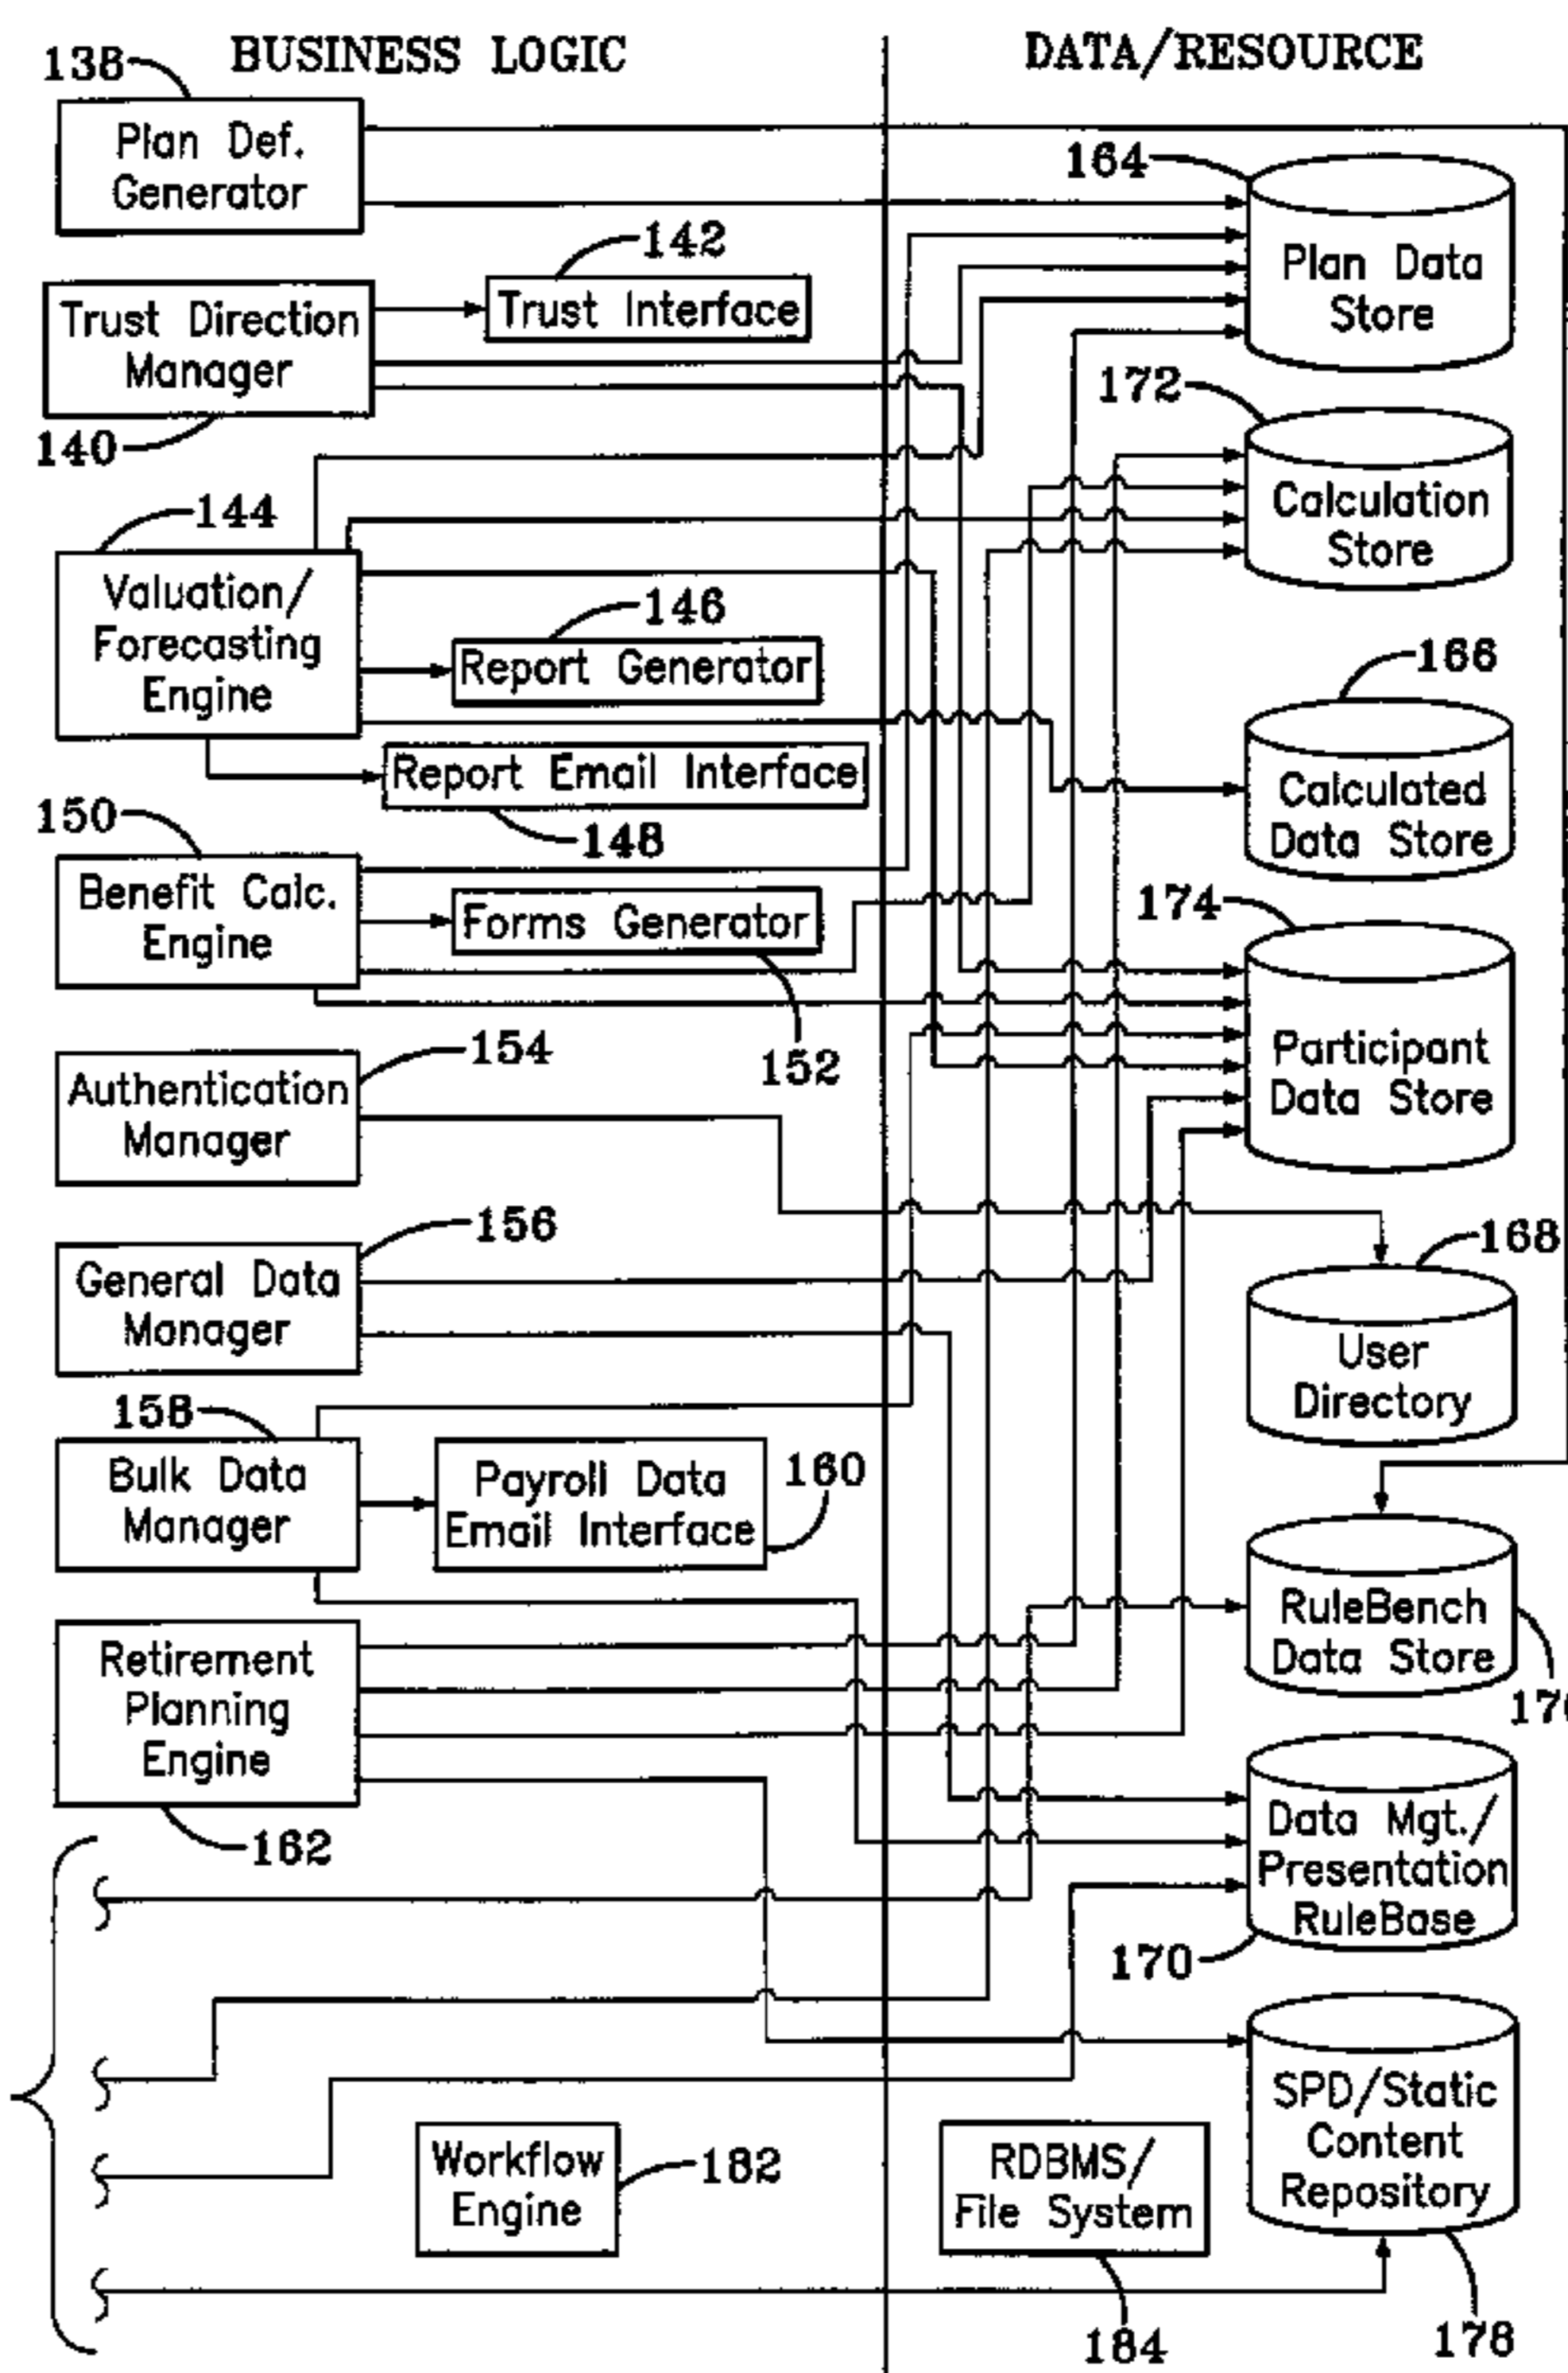 BUSINESS LOGIC
DATA/RESOURCE
138
Plan Def.
Generator
164
Plan Data
Store
142
Trust Interface
Trust Direction
Manager
140
172
Calculation
Store
144
Valuation/
Forecasting
Engine
146
Report Generator
166
Calculated
Data Store
Report Email Interface
148
150
Benefit Calc.
Engine
Forms Generator
152
174
Participant
Data Store
154
Authentication
Manager
156
General Data
Manager
168
User
Directory
158
Bulk Data
Manager
Payroll Data
Email Interface
160
RuleBench
Data Store
Retirement
Planning
Engine
162
Data Mgt./
Presentation
RuleBase
170
SPD/Static
Content
Repository
178
Workflow
Engine
182
RDBMS/
File System
184